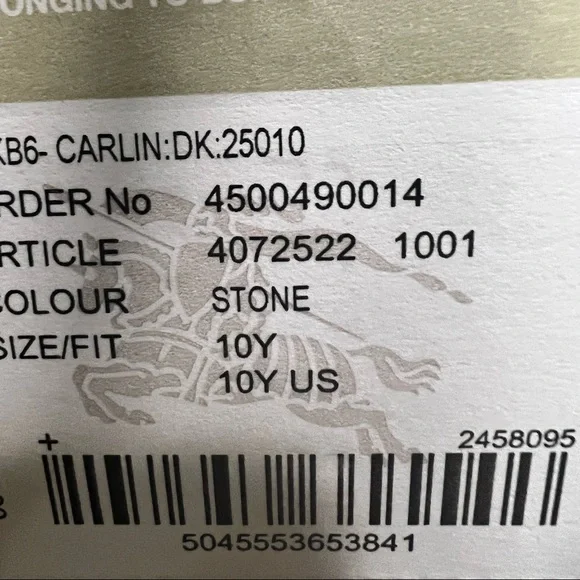 KB6- CARLIN:DK:25010
RDER No 4500490014
RTICLE 4072522 1001
COLOUR STONE
SIZE/FIT 10Y
10Y US
+ 2458095
5045553653841